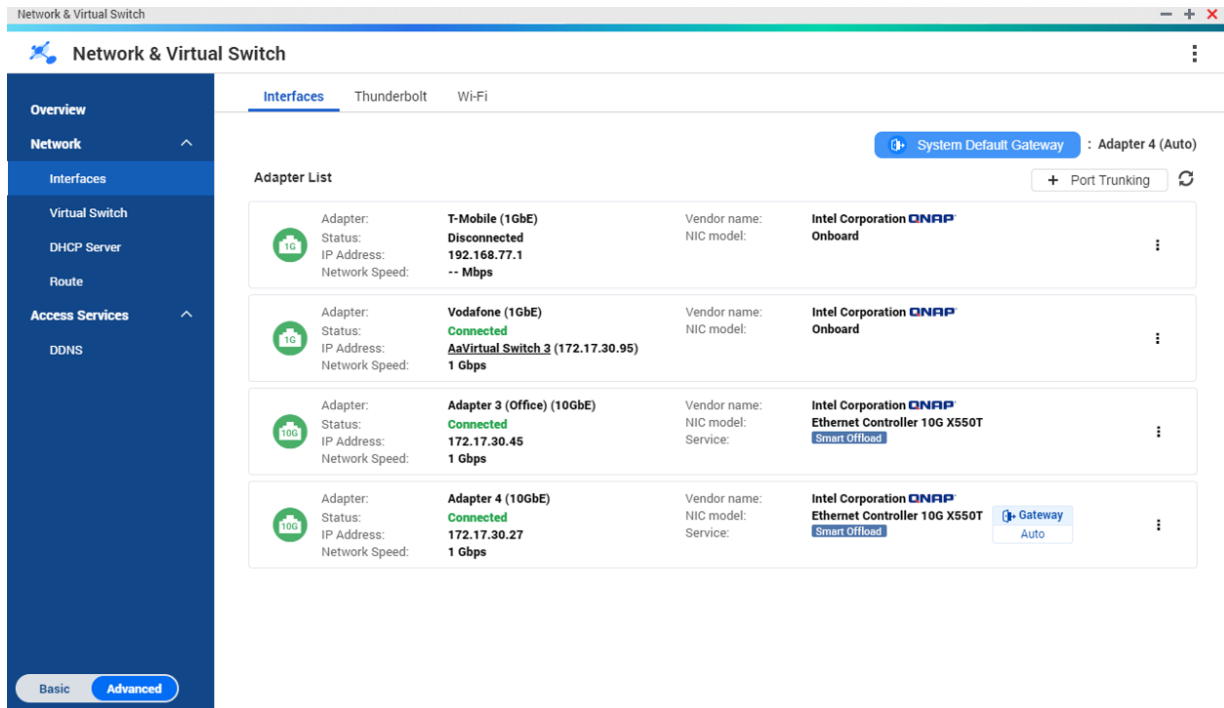 Network & Virtual Switch
Network & Virtual Switch
Overview
Network
Interfaces
Virtual Switch
DHCP Server
Route
Access Services
DDNS
Basic Advanced
Interfaces Thunderbolt Wi-Fi
System Default Gateway : Adapter 4 (Auto)
Adapter List
+ Port Trunking
1G
Adapter: T-Mobile (1GbE) Vendor name: Intel Corporation QNAP
Status: Disconnected NIC model: Onboard
IP Address: 192.168.77.1
Network Speed: -- Mbps
1G
Adapter: Vodafone (1GbE) Vendor name: Intel Corporation QNAP
Status: Connected NIC model: Onboard
IP Address: AaVirtual Switch 3 (172.17.30.95)
Network Speed: 1 Gbps
10G
Adapter: Adapter 3 (Office) (10GbE) Vendor name: Intel Corporation QNAP
Status: Connected NIC model: Ethernet Controller 10G X550T
IP Address: 172.17.30.45 Service: Smart Offload
Network Speed: 1 Gbps
10G
Adapter: Adapter 4 (10GbE) Vendor name: Intel Corporation QNAP
Status: Connected NIC model: Ethernet Controller 10G X550T Gateway
IP Address: 172.17.30.27 Service: Smart Offload Auto
Network Speed: 1 Gbps